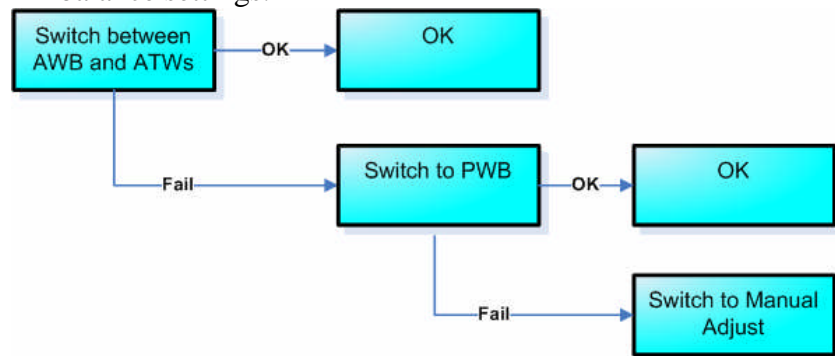 Switch between
AWB and ATWs
OK
OK
Fail
Switch to PWB
OK
OK
Fail
Switch to Manual
Adjust